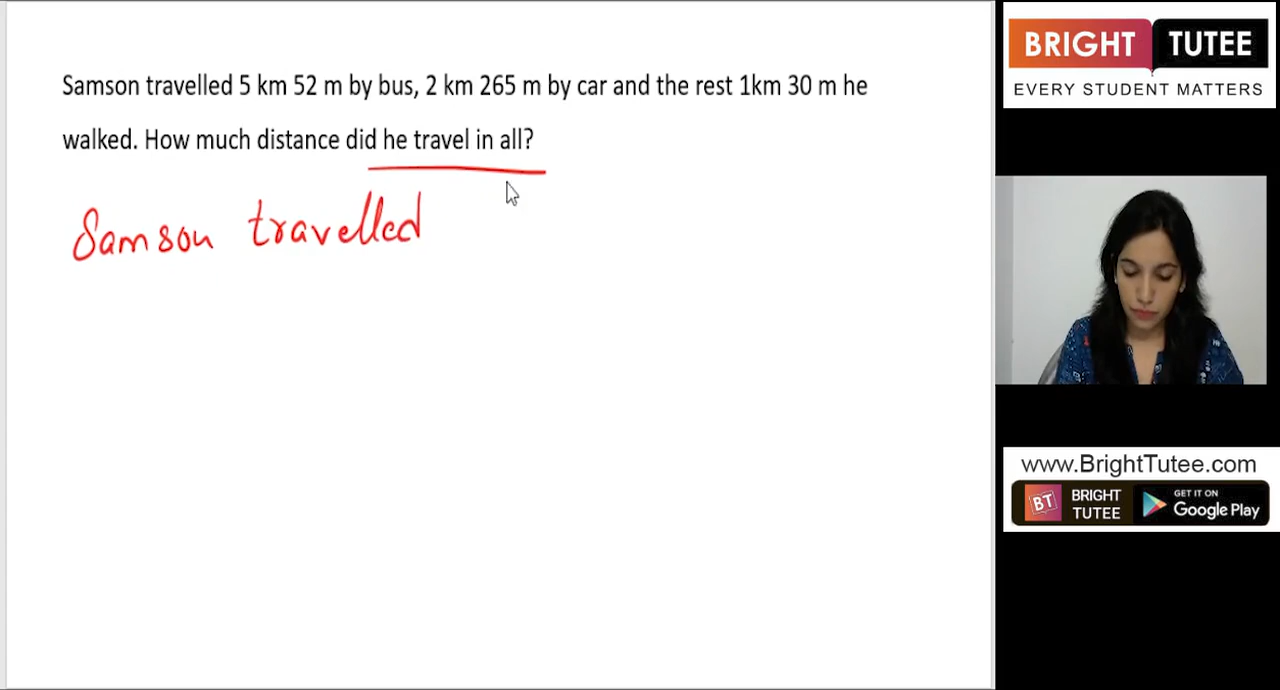 Samson travelled 5 km 52 m by bus, 2 km 265 m by car and the rest 1km 30 m he
walked. How much distance did he travel in all?
Samson travelled
BRIGHT TUTEE
EVERY STUDENT MATTERS
www.BrightTutee.com
BT BRIGHT TUTEE
GET IT ON
Google Play